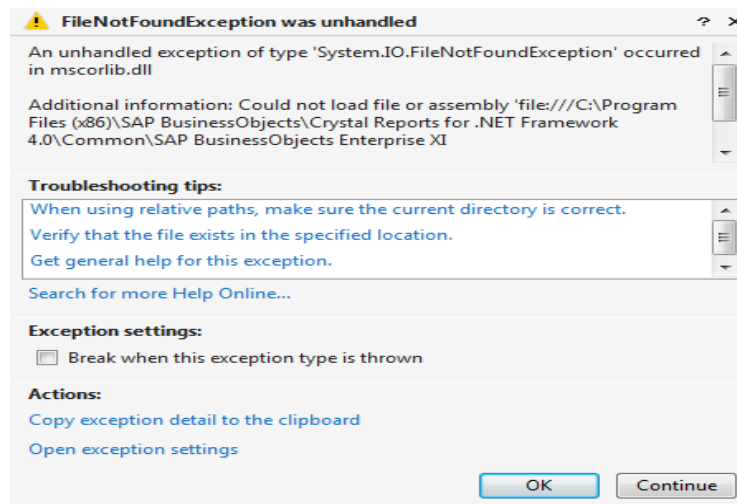 FileNotFoundException was unhandled
An unhandled exception of type 'System.IO.FileNotFoundException' occurred
in mscorlib.dll
Additional information: Could not load file or assembly 'file:///C:\Program
Files (x86)\SAP BusinessObjects\Crystal Reports for .NET Framework
4.0\Common\SAP BusinessObjects Enterprise XI
Troubleshooting tips:
When using relative paths, make sure the current directory is correct.
Verify that the file exists in the specified location.
Get general help for this exception.
Search for more Help Online...
Exception settings:
Break when this exception type is thrown
Actions:
Copy exception detail to the clipboard
Open exception settings
OK Continue